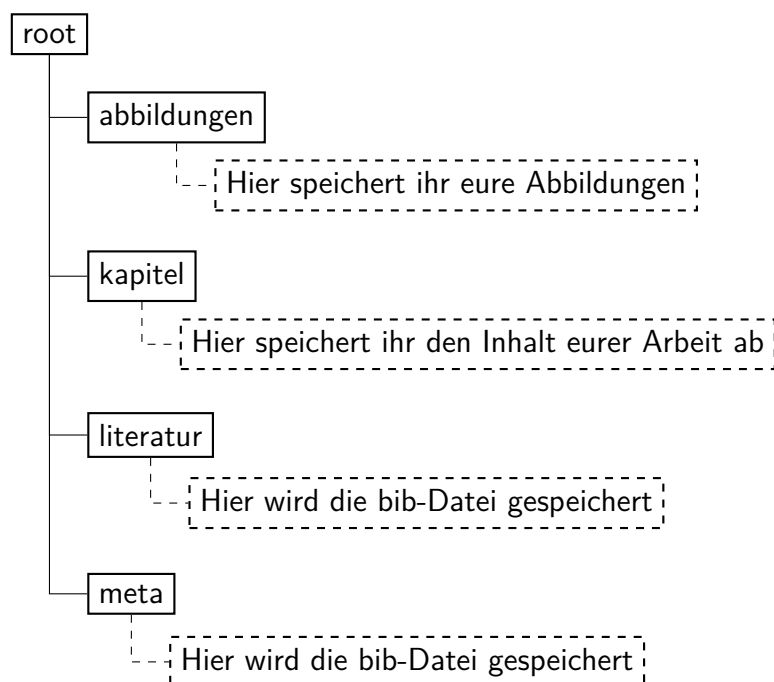 root
abbildungen
Hier speichert ihr eure Abbildungen
kapitel
Hier speichert ihr den Inhalt eurer Arbeit ab
literatur
Hier wird die bib-Datei gespeichert
meta
Hier wird die bib-Datei gespeichert